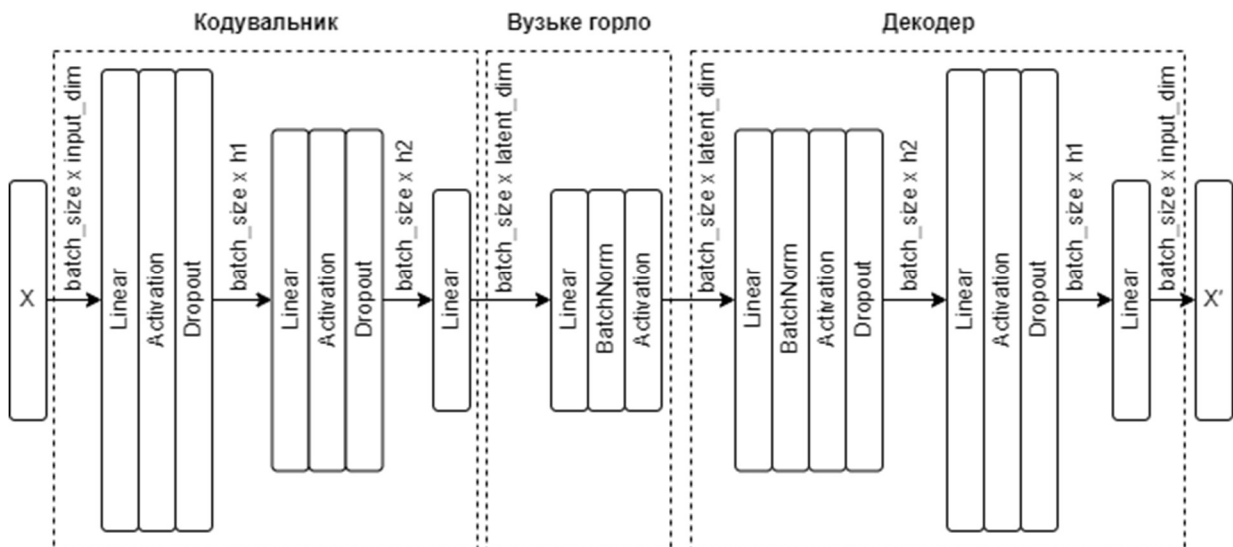 Кодувальник
Вузьке горло
Декодер
X
batch_size x input_dim
Linear
Activation
Dropout
batch_size x h1
Linear
Activation
Dropout
batch_size x h2
Linear
batch_size x latent_dim
Linear
BatchNorm
Activation
batch_size x latent_dim
Linear
BatchNorm
Activation
Dropout
batch_size x h2
Linear
Activation
Dropout
batch_size x h1
Linear
batch_size x input_dim
X'